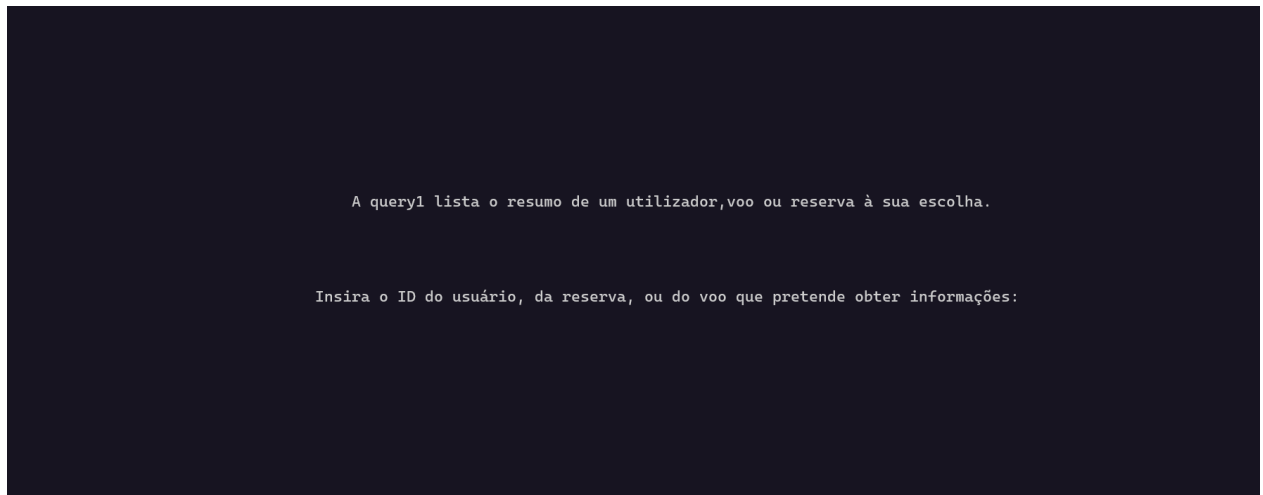 A query1 lista o resumo de um utilizador,voo ou reserva à sua escolha.
Insira o ID do usuário, da reserva, ou do voo que pretende obter informações: